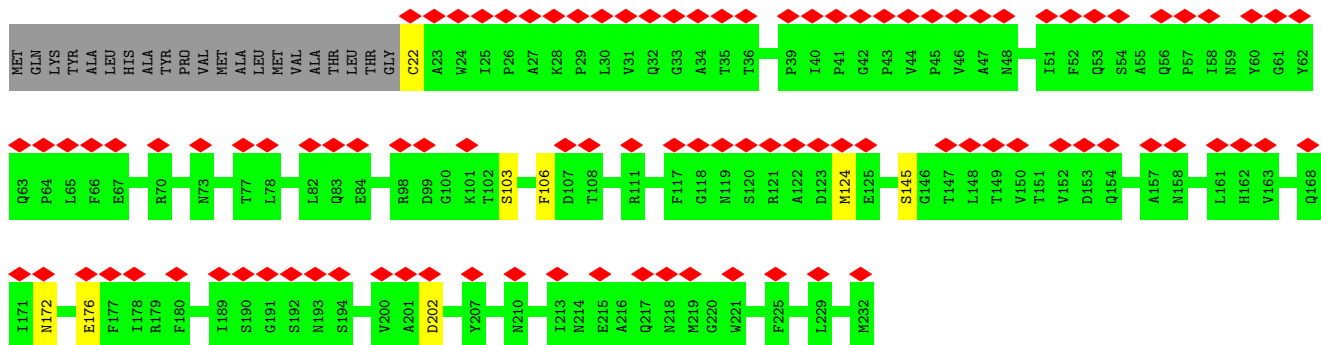 MET GLN LYS TYR ALA LEU HIS ALA TYR PRO VAL MET ALA LEU MET VAL ALA THR LEU THR GLY C22 A23 W24 I25 P26 A27 K28 P29 L30 V31 Q32 G33 A34 T35 T36 P39 I40 P41 G42 P43 V44 P45 V46 A47 N48 I51 F52 Q53 S54 A55 Q56 P57 I58 N59 Y60 G61 Y62
Q63 P64 L65 F66 E67 R70 N73 T77 L78 L82 Q83 E84 R98 D99 G100 K101 T102 S103 F106 D107 T108 R111 F117 G118 N119 S120 R121 A122 D123 M124 E125 S145 G146 T147 L148 T149 V150 T151 V152 D153 Q154 A157 N158 L161 H162 V163 Q168
I171 N172 E176 F177 I178 R179 F180 I189 S190 G191 S192 N193 S194 V200 A201 D202 Y207 N210 I213 N214 E215 A216 Q217 N218 M219 G220 W221 F225 L229 M232